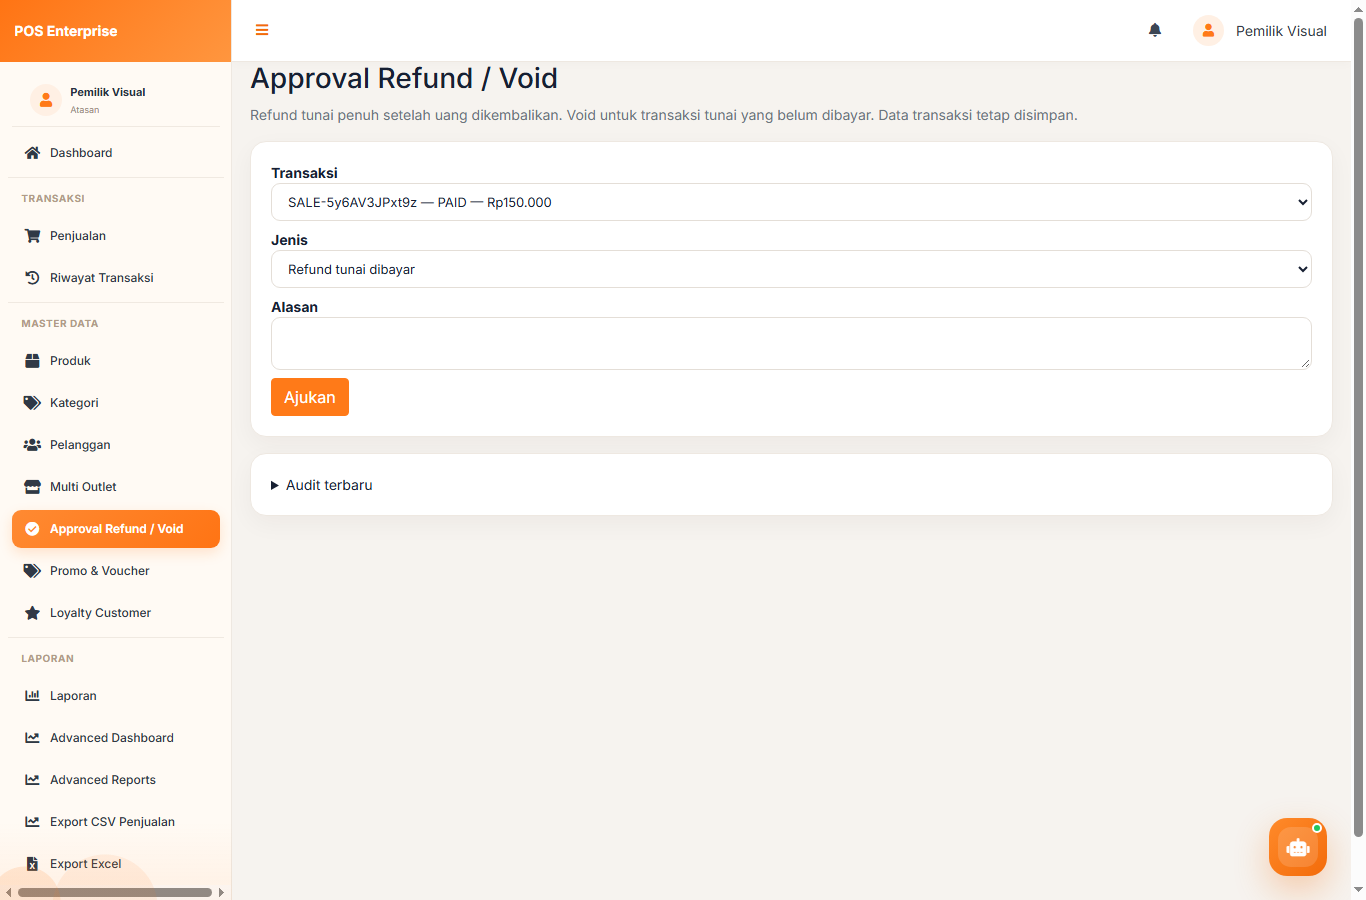 POS Enterprise
Pemilik Visual
Pemilik Visual
Atasan
Dashboard
TRANSAKSI
Penjualan
Riwayat Transaksi
MASTER DATA
Produk
Kategori
Pelanggan
Multi Outlet
Approval Refund / Void
Promo & Voucher
Loyalty Customer
LAPORAN
Laporan
Advanced Dashboard
Advanced Reports
Export CSV Penjualan
Export Excel
Approval Refund / Void
Refund tunai penuh setelah uang dikembalikan. Void untuk transaksi tunai yang belum dibayar. Data transaksi tetap disimpan.
Transaksi
SALE-5y6AV3JPxt9z — PAID — Rp150.000
Jenis
Refund tunai dibayar
Alasan
Ajukan
Audit terbaru